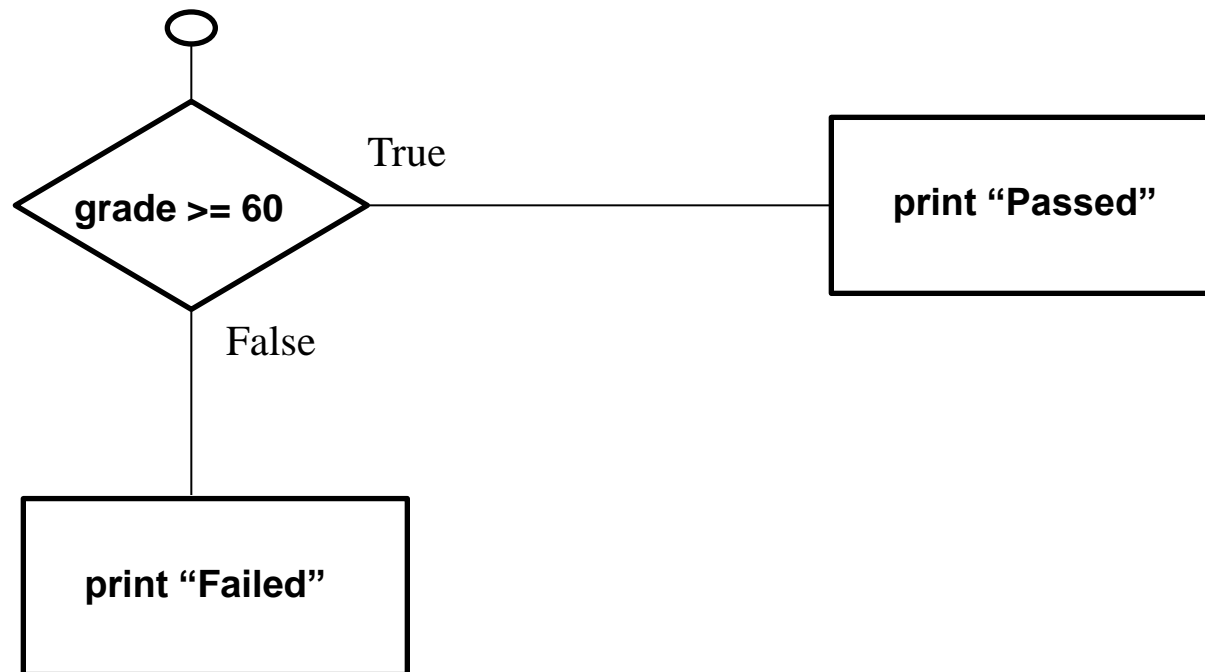 True
grade >= 60
print “Passed”
False
print “Failed”